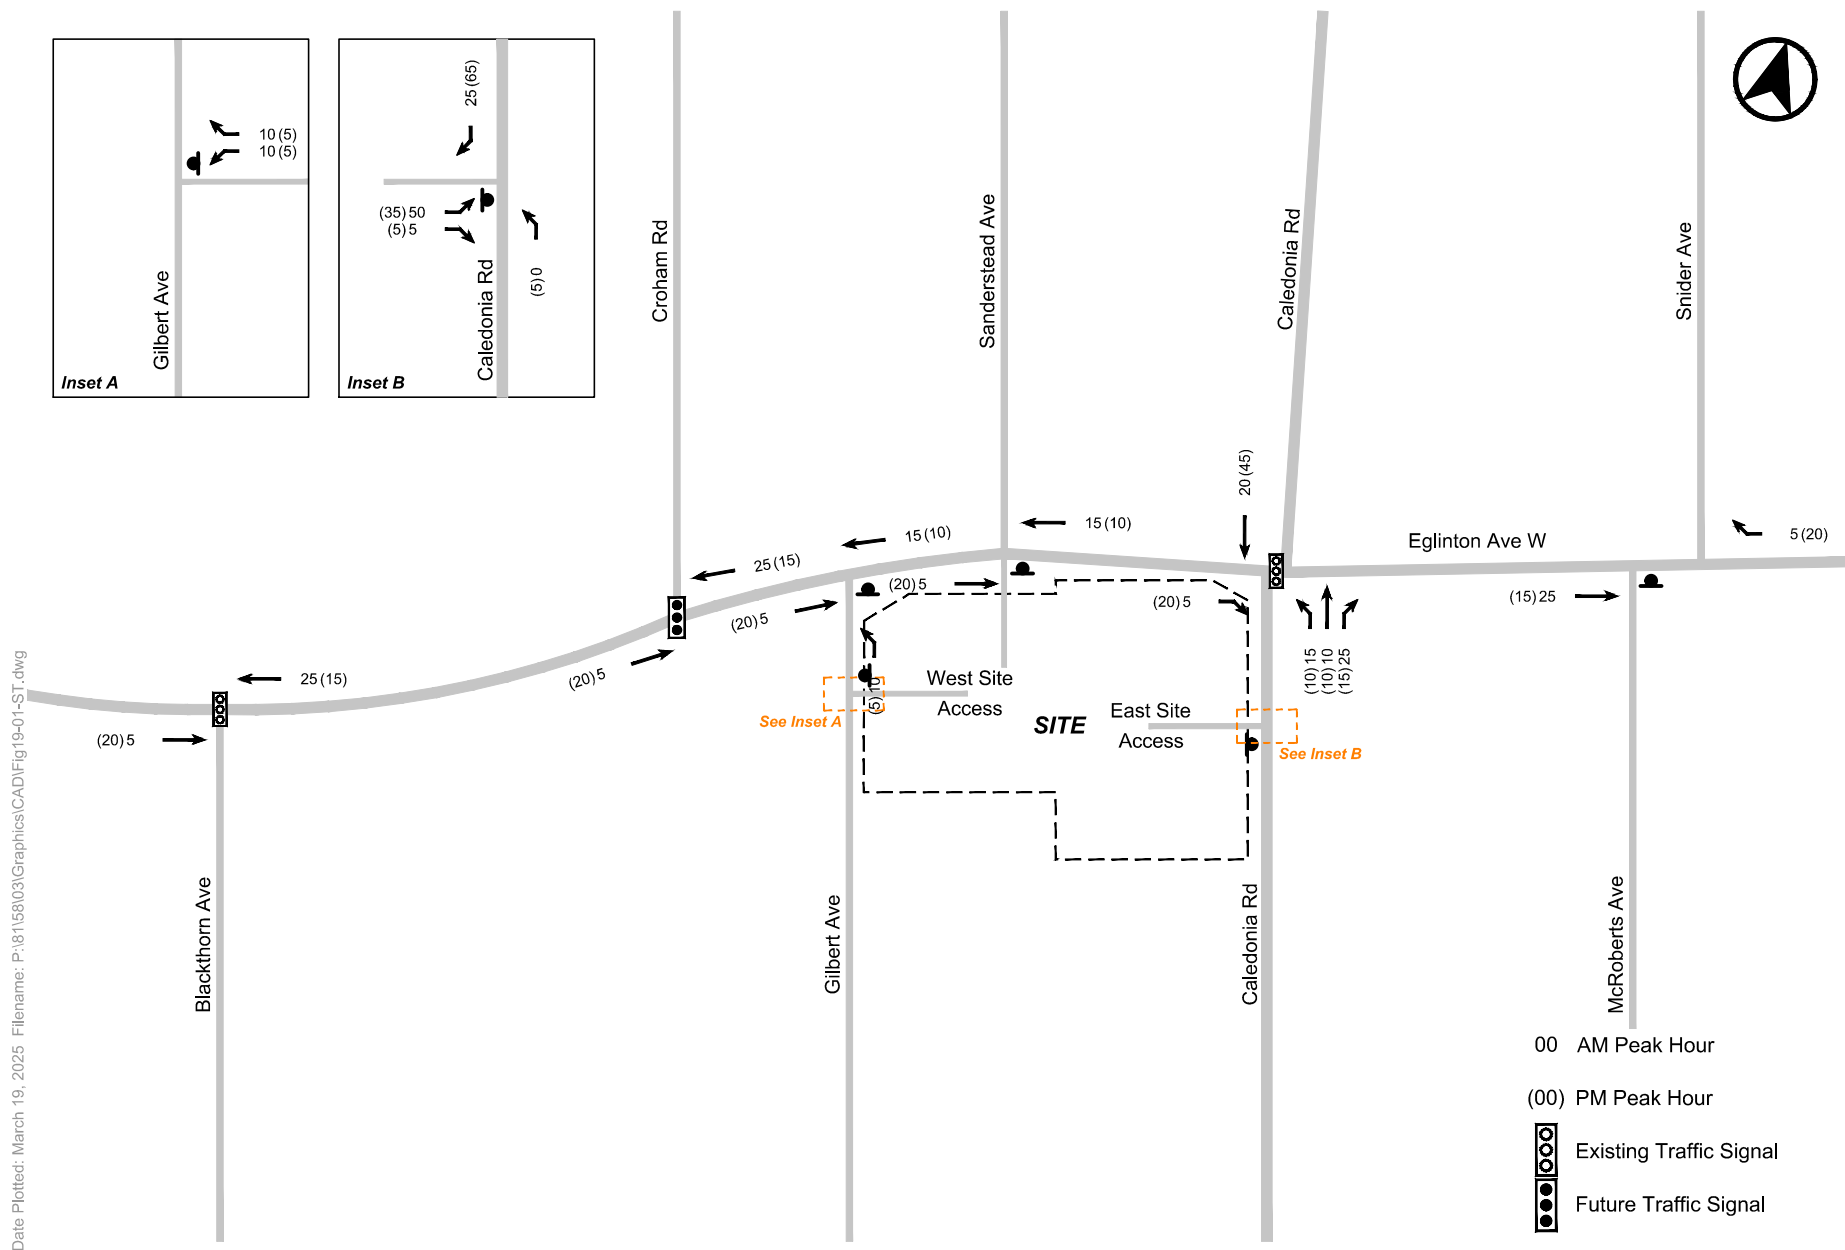 25 (65)
10 (5)
10 (5)
(35) 50
(5) 5
(5) 0
Gilbert Ave
Caledonia Rd
Inset A
Inset B
Croham Rd
Sanderstead Ave
Caledonia Rd
Snider Ave
20 (45)
15 (10)
15 (10)
25 (15)
5 (20)
Eglinton Ave W
(20) 5
(20) 5
(20) 5
(15) 25
(20) 5
(10) 15
(10) 10
(15) 25
25 (15)
(20) 5
(5) 10
West Site
Access
See Inset A
SITE
East Site
Access
See Inset B
Blackthorn Ave
Gilbert Ave
Caledonia Rd
McRoberts Ave
00 AM Peak Hour
(00) PM Peak Hour
Existing Traffic Signal
Future Traffic Signal
Date Plotted: March 19, 2025 Filename: P:\81\58\03\Graphics\CAD\Fig19-01-ST.dwg